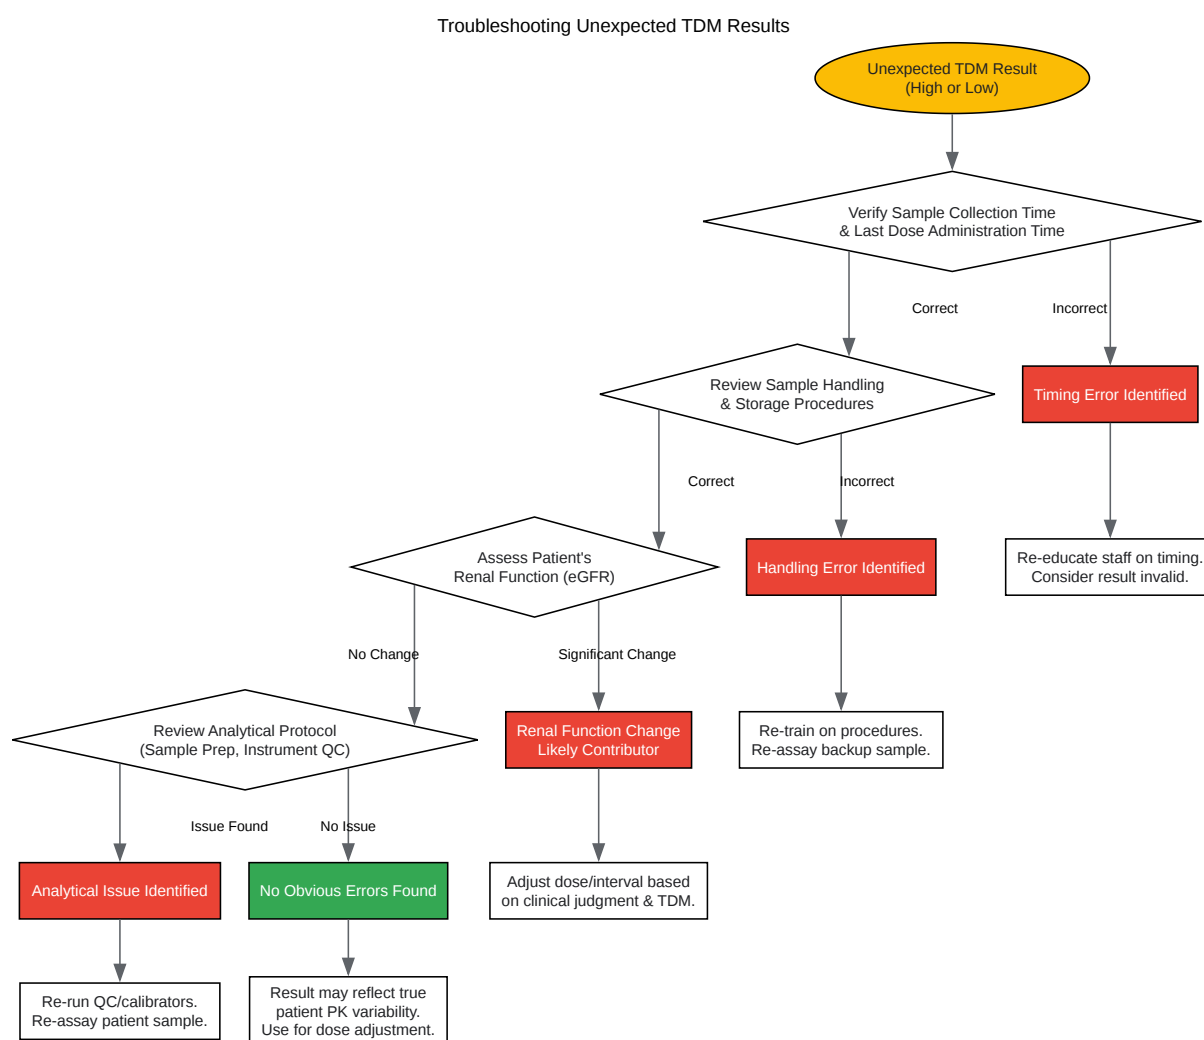 Troubleshooting Unexpected TDM Results
Unexpected TDM Result
(High or Low)
Verify Sample Collection Time
& Last Dose Administration Time
Correct
Incorrect
Review Sample Handling
& Storage Procedures
Timing Error Identified
Correct
Incorrect
Assess Patient's
Renal Function (eGFR)
Handling Error Identified
Re-educate staff on timing.
Consider result invalid.
No Change
Significant Change
Review Analytical Protocol
(Sample Prep, Instrument QC)
Renal Function Change
Likely Contributor
Re-train on procedures.
Re-assay backup sample.
Issue Found
No Issue
Analytical Issue Identified
No Obvious Errors Found
Adjust dose/interval based
on clinical judgment & TDM.
Re-run QC/calibrators.
Re-assay patient sample.
Result may reflect true
patient PK variability.
Use for dose adjustment.